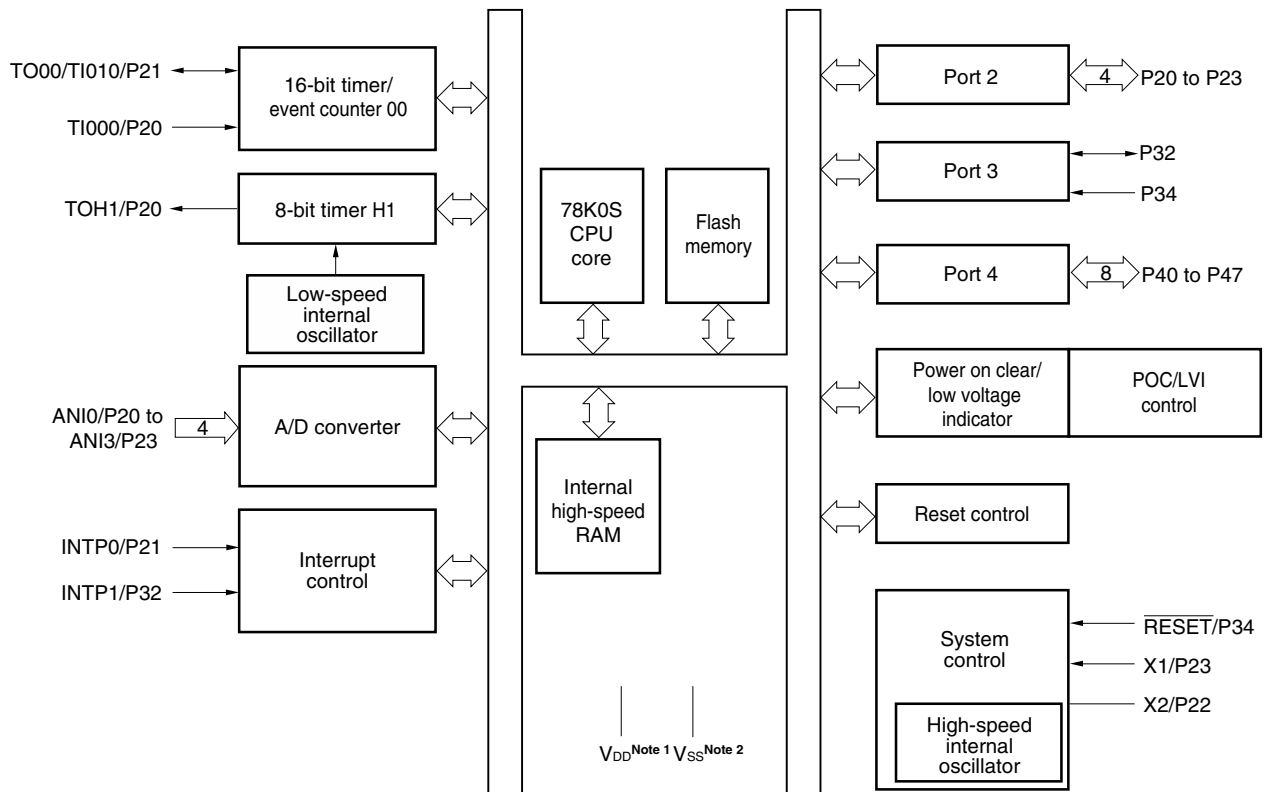 TO00/TI010/P21
TI000/P20
16-bit timer/
event counter 00
TOH1/P20
8-bit timer H1
Low-speed
internal
oscillator
ANI0/P20 to
ANI3/P23
4
A/D converter
INTP0/P21
INTP1/P32
Interrupt
control
78K0S
CPU
core
Flash
memory
Internal
high-speed
RAM
VDD Note 1 VSS Note 2
Port 2
4
P20 to P23
Port 3
P32
P34
Port 4
8
P40 to P47
Power on clear/
low voltage
indicator
POC/LVI
control
Reset control
System
control
RESET/P34
X1/P23
X2/P22
High-speed
internal
oscillator